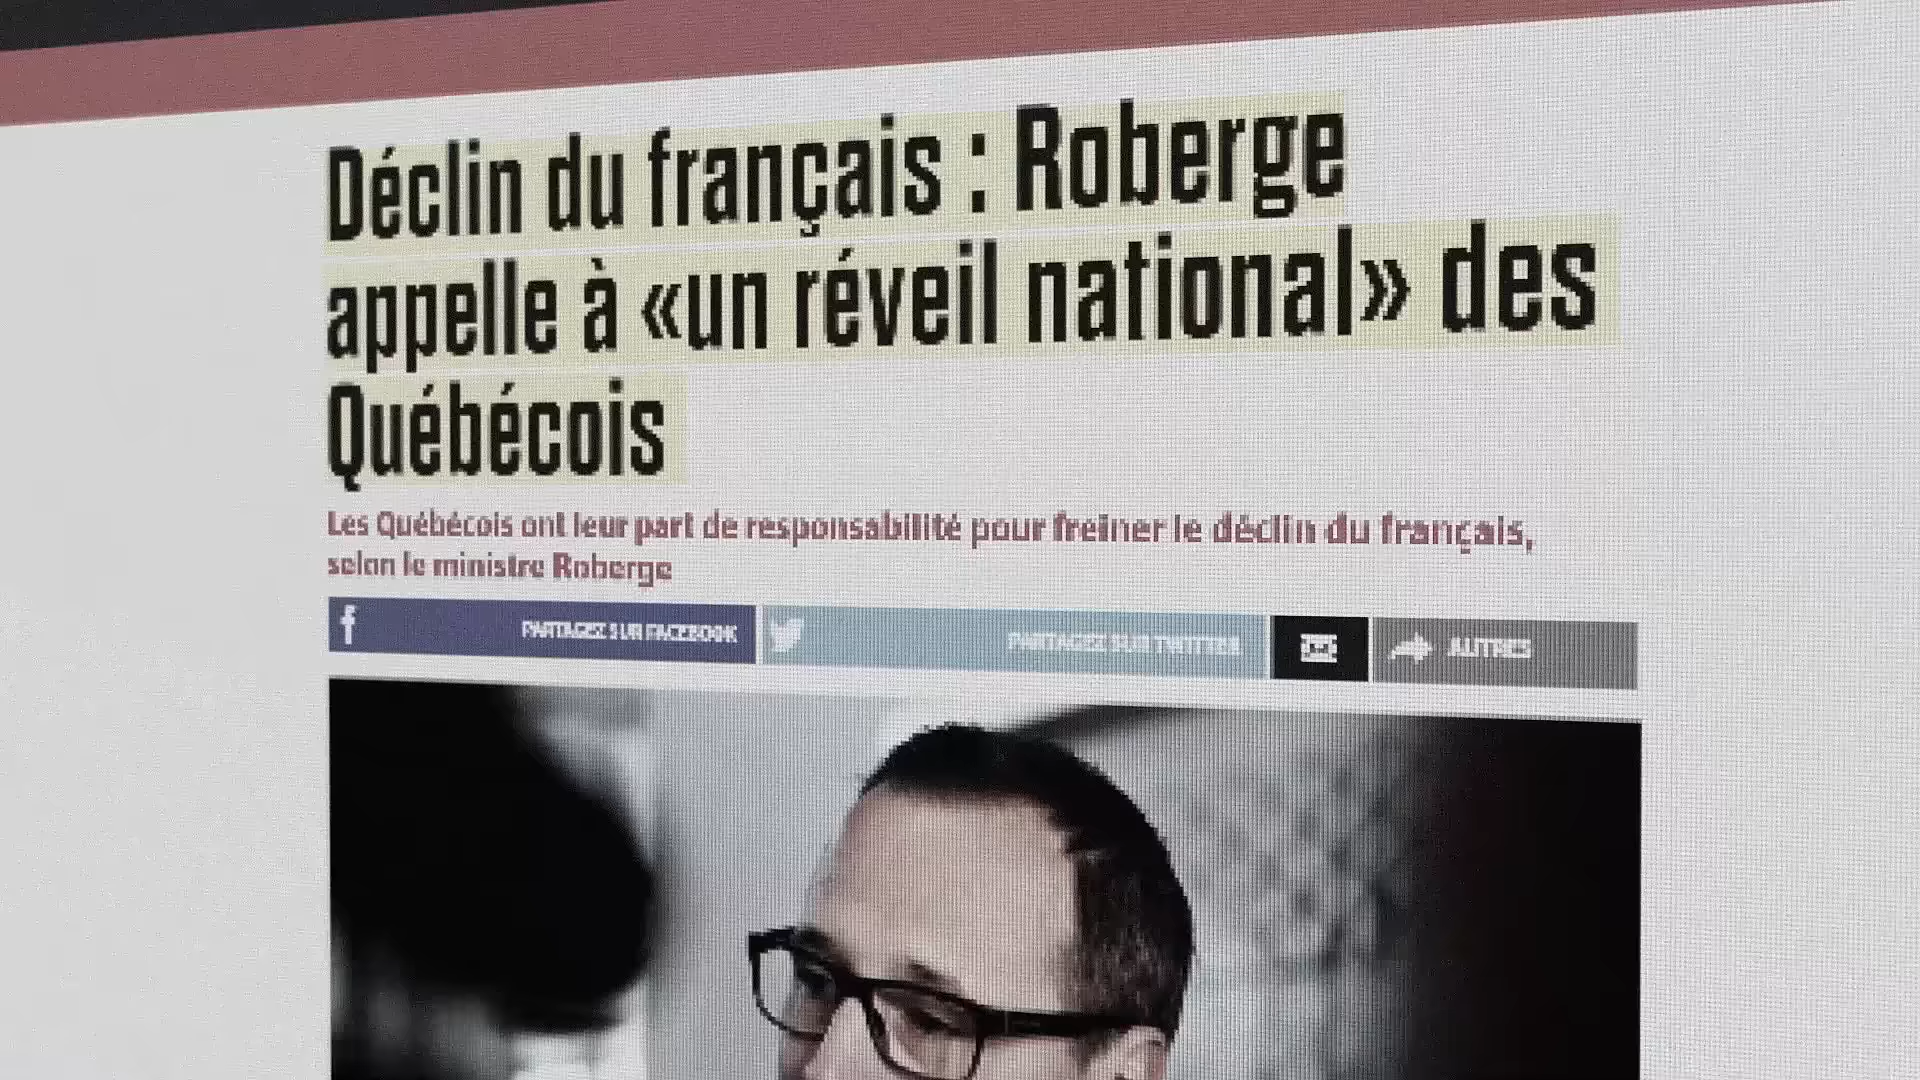 Déclin du français : Roberge
appelle à «un réveil national» des
Québécois
Les Québécois ont leur part de responsabilité pour freiner le déclin du français,
selon le ministre Roberge
PARTAGEZ SUR FACEBOOK
PARTAGEZ SUR TWITTER
AUTRES